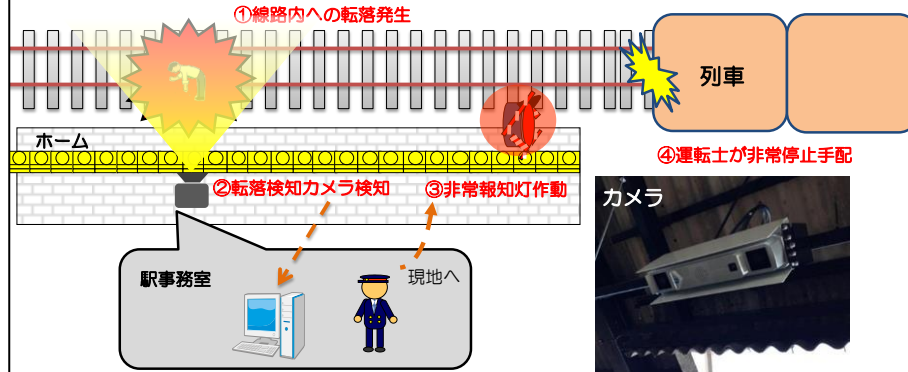 ①線路内への転落発生
列車
ホーム
④運転士が非常停止手配
②転落検知カメラ検知
③非常報知灯作動
カメラ
駅事務室
現地へ